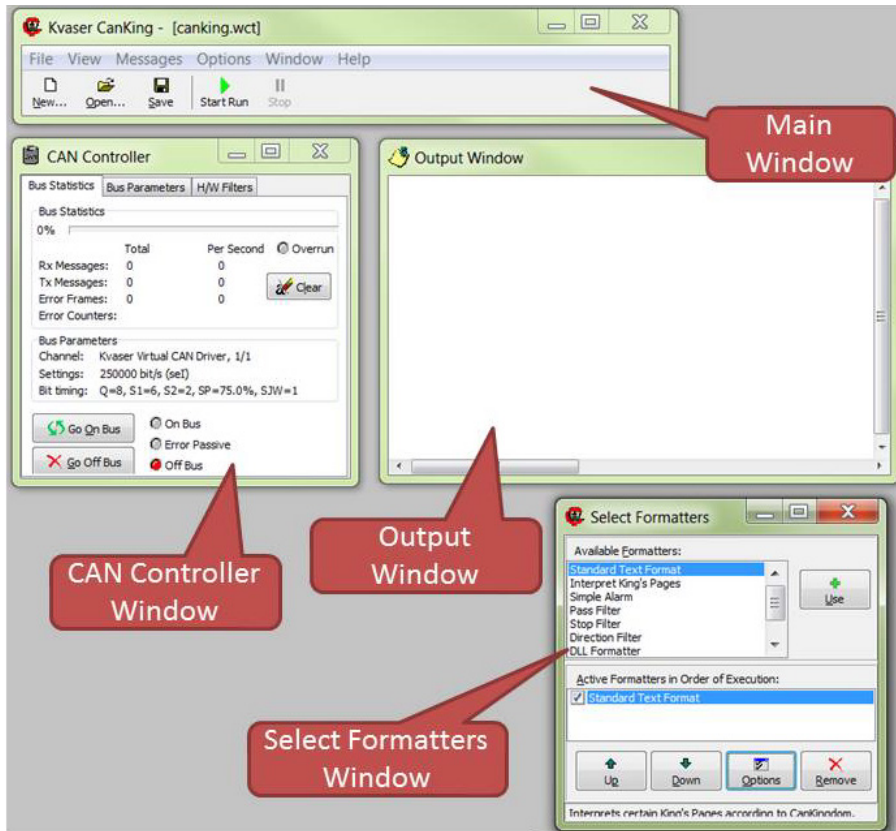 Kvaser CanKing - [canking.wct]
File View Messages Options Window Help
New... Open... Save Start Run Stop
Main
Window
CAN Controller
Bus Statistics Bus Parameters H/W Filters
Bus Statistics
0%
Total Per Second Overrun
Rx Messages: 0 0
Tx Messages: 0 0
Clear
Error Frames: 0 0
Error Counters:
Bus Parameters
Channel: Kvaser Virtual CAN Driver, 1/1
Settings: 250000 bit/s (sel)
Bit timing: Q=8, S1=6, S2=2, SP=75.0%, SJW=1
Go On Bus
On Bus
Error Passive
Go Off Bus
Off Bus
CAN Controller
Window
Output Window
Output
Window
Select Formatters
Available Formatters:
Standard Text Format
Interpret King's Pages
Simple Alarm
Pass Filter
Stop Filter
Direction Filter
DLL Formatter
Use
Active Formatters in Order of Execution:
Standard Text Format
Up Down Options Remove
Interprets certain King's Pages according to CanKingdom.
Select Formatters
Window